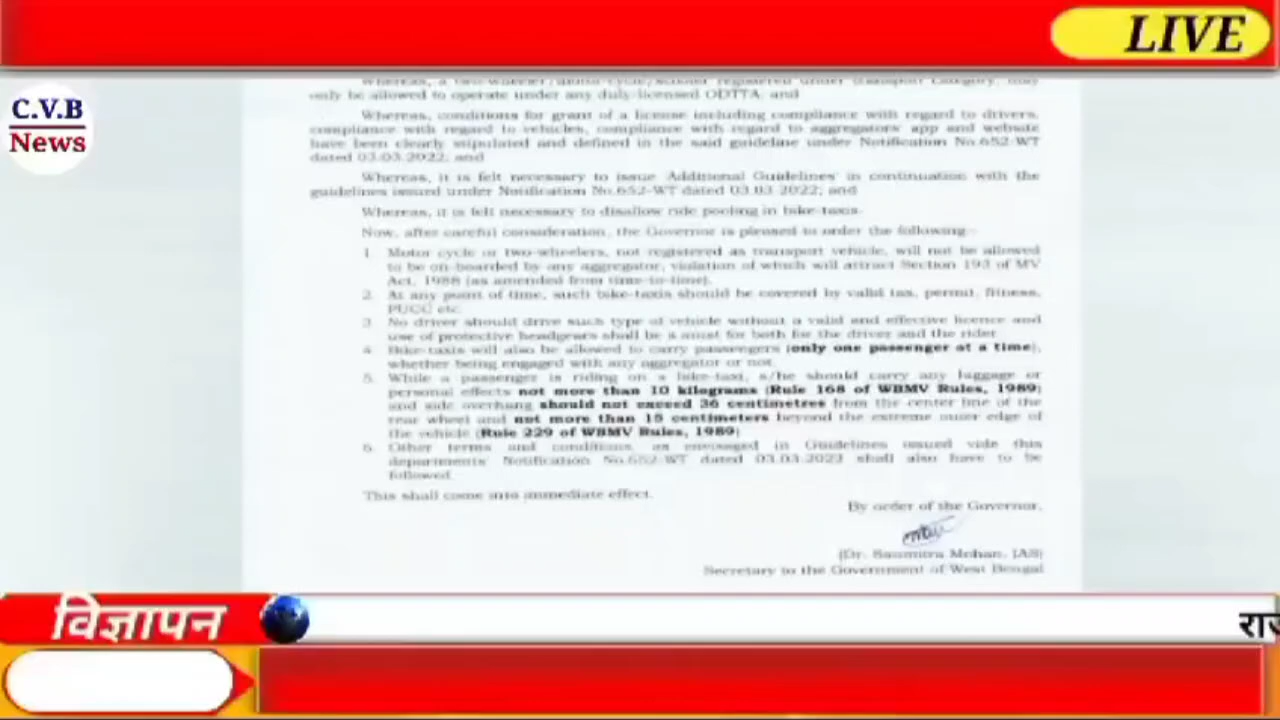 LIVE
C.V.B
News
Whereas, a two-wheeler/motor cycle/scooter registered under transport category, may
only be allowed to operate under any duly licensed ODTTA; and
Whereas, conditions for grant of a license including compliance with regard to drivers,
compliance with regard to vehicles, compliance with regard to aggregators' app and website
have been clearly stipulated and defined in the said guideline under Notification No.652-WT
dated 03.03.2022; and
Whereas, it is felt necessary to issue 'Additional Guidelines' in continuation with the
guidelines issued under Notification No.652-WT dated 03.03.2022; and
Whereas, it is felt necessary to disallow ride pooling in bike-taxis.
Now, after careful consideration, the Governor is pleased to order the following:-
1. Motor cycle or two-wheelers, not registered as transport vehicle, will not be allowed
to be on-boarded by any aggregator, violation of which will attract Section 193 of MV
Act, 1988 (as amended from time-to-time).
2. At any point of time, such bike-taxis should be covered by valid tax, permit, fitness,
PUCC etc.
3. No driver should drive such type of vehicle without a valid and effective licence and
use of protective headgears shall be a must for both for the driver and the rider.
4. Bike-taxis will also be allowed to carry passengers (only one passenger at a time),
whether being engaged with any aggregator or not.
5. While a passenger is riding on a bike-taxi, s/he should carry any luggage or
personal effects not more than 10 kilograms (Rule 168 of WBMV Rules, 1989)
and side overhang should not exceed 36 centimetres from the center line of the
rear wheel and not more than 15 centimeters beyond the extreme outer edge of
the vehicle (Rule 229 of WBMV Rules, 1989)
6. Other terms and conditions, as envisaged in Guidelines issued vide this
departments' Notification No.652-WT dated 03.03.2022 shall also have to be
followed.
This shall come into immediate effect.
By order of the Governor,
(Dr. Saumitra Mohan, IAS)
Secretary to the Government of West Bengal
विज्ञापन